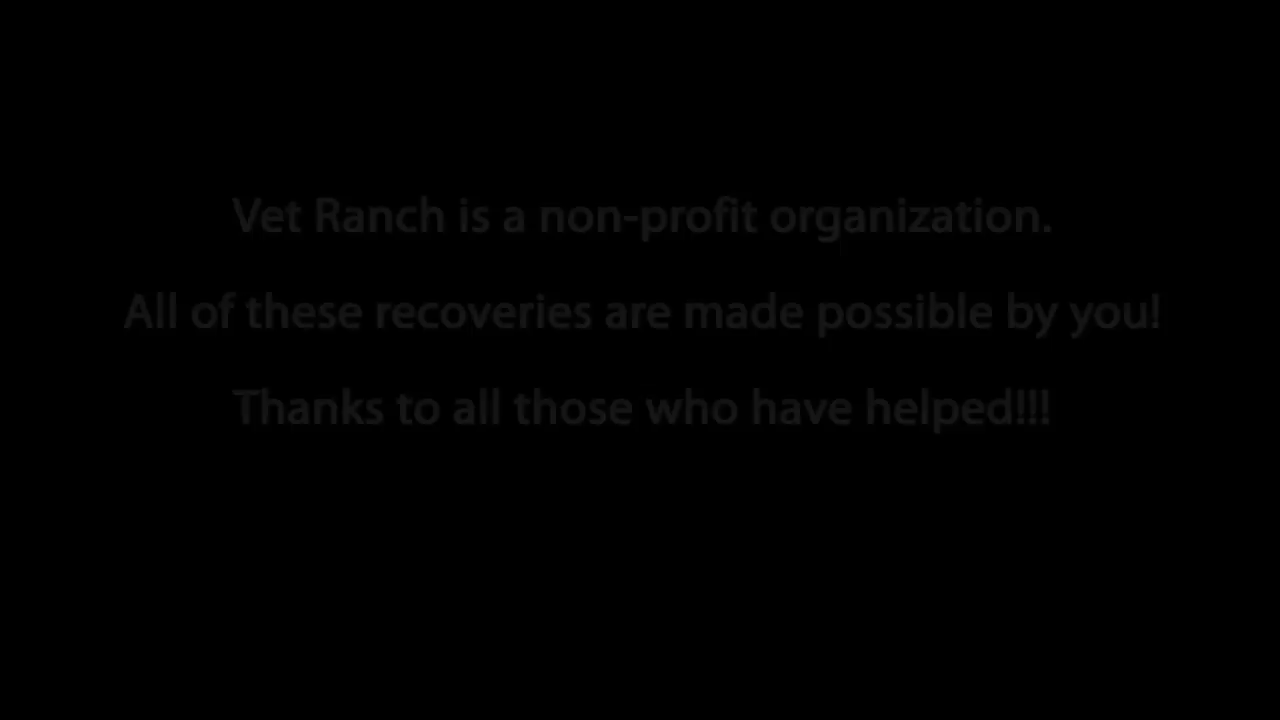 Vet Ranch is a non-profit organization.
All of these recoveries are made possible by you!
Thanks to all those who have helped!!!